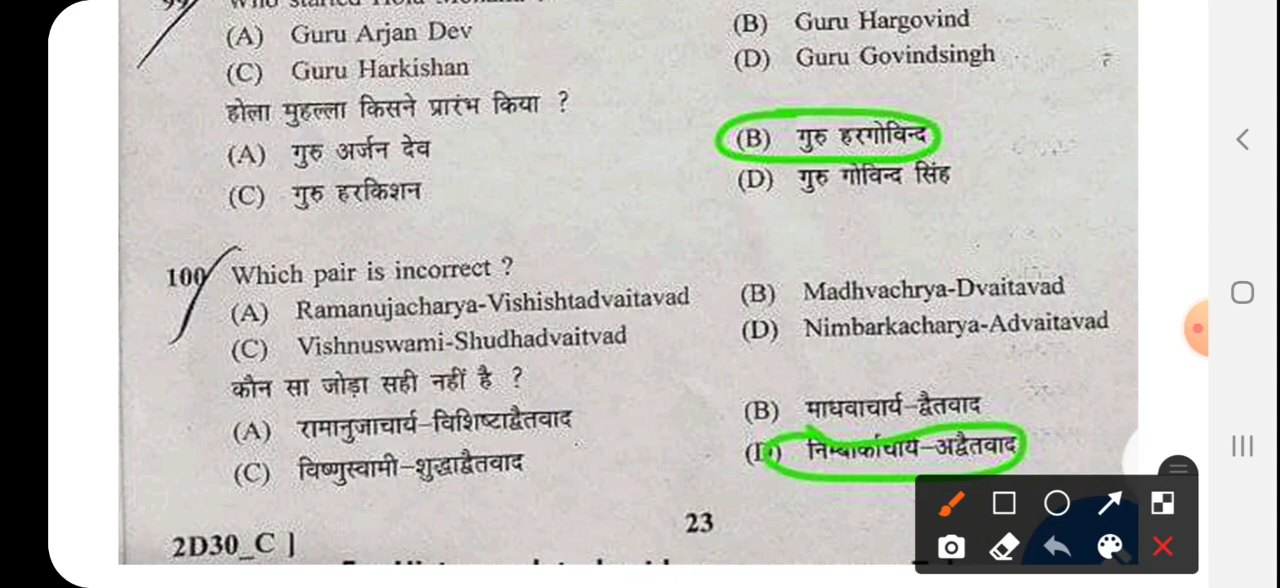 (A) Guru Arjan Dev (B) Guru Hargovind
(C) Guru Harkishan (D) Guru Govindsingh
होला मुहल्ला किसने प्रारंभ किया ?
(A) गुरु अर्जन देव (B) गुरु हरगोविन्द
(C) गुरु हरकिशन (D) गुरु गोविन्द सिंह
100 Which pair is incorrect ?
(A) Ramanujacharya-Vishishtadvaitavad (B) Madhvachrya-Dvaitavad
(C) Vishnuswami-Shudhadvaitvad (D) Nimbarkacharya-Advaitavad
कौन सा जोड़ा सही नहीं है ?
(A) रामानुजाचार्य-विशिष्टाद्वैतवाद (B) माधवाचार्य-द्वैतवाद
(C) विष्णुस्वामी-शुद्धाद्वैतवाद (D) निम्बार्काचार्य-अद्वैतवाद
23
2D30_C ]